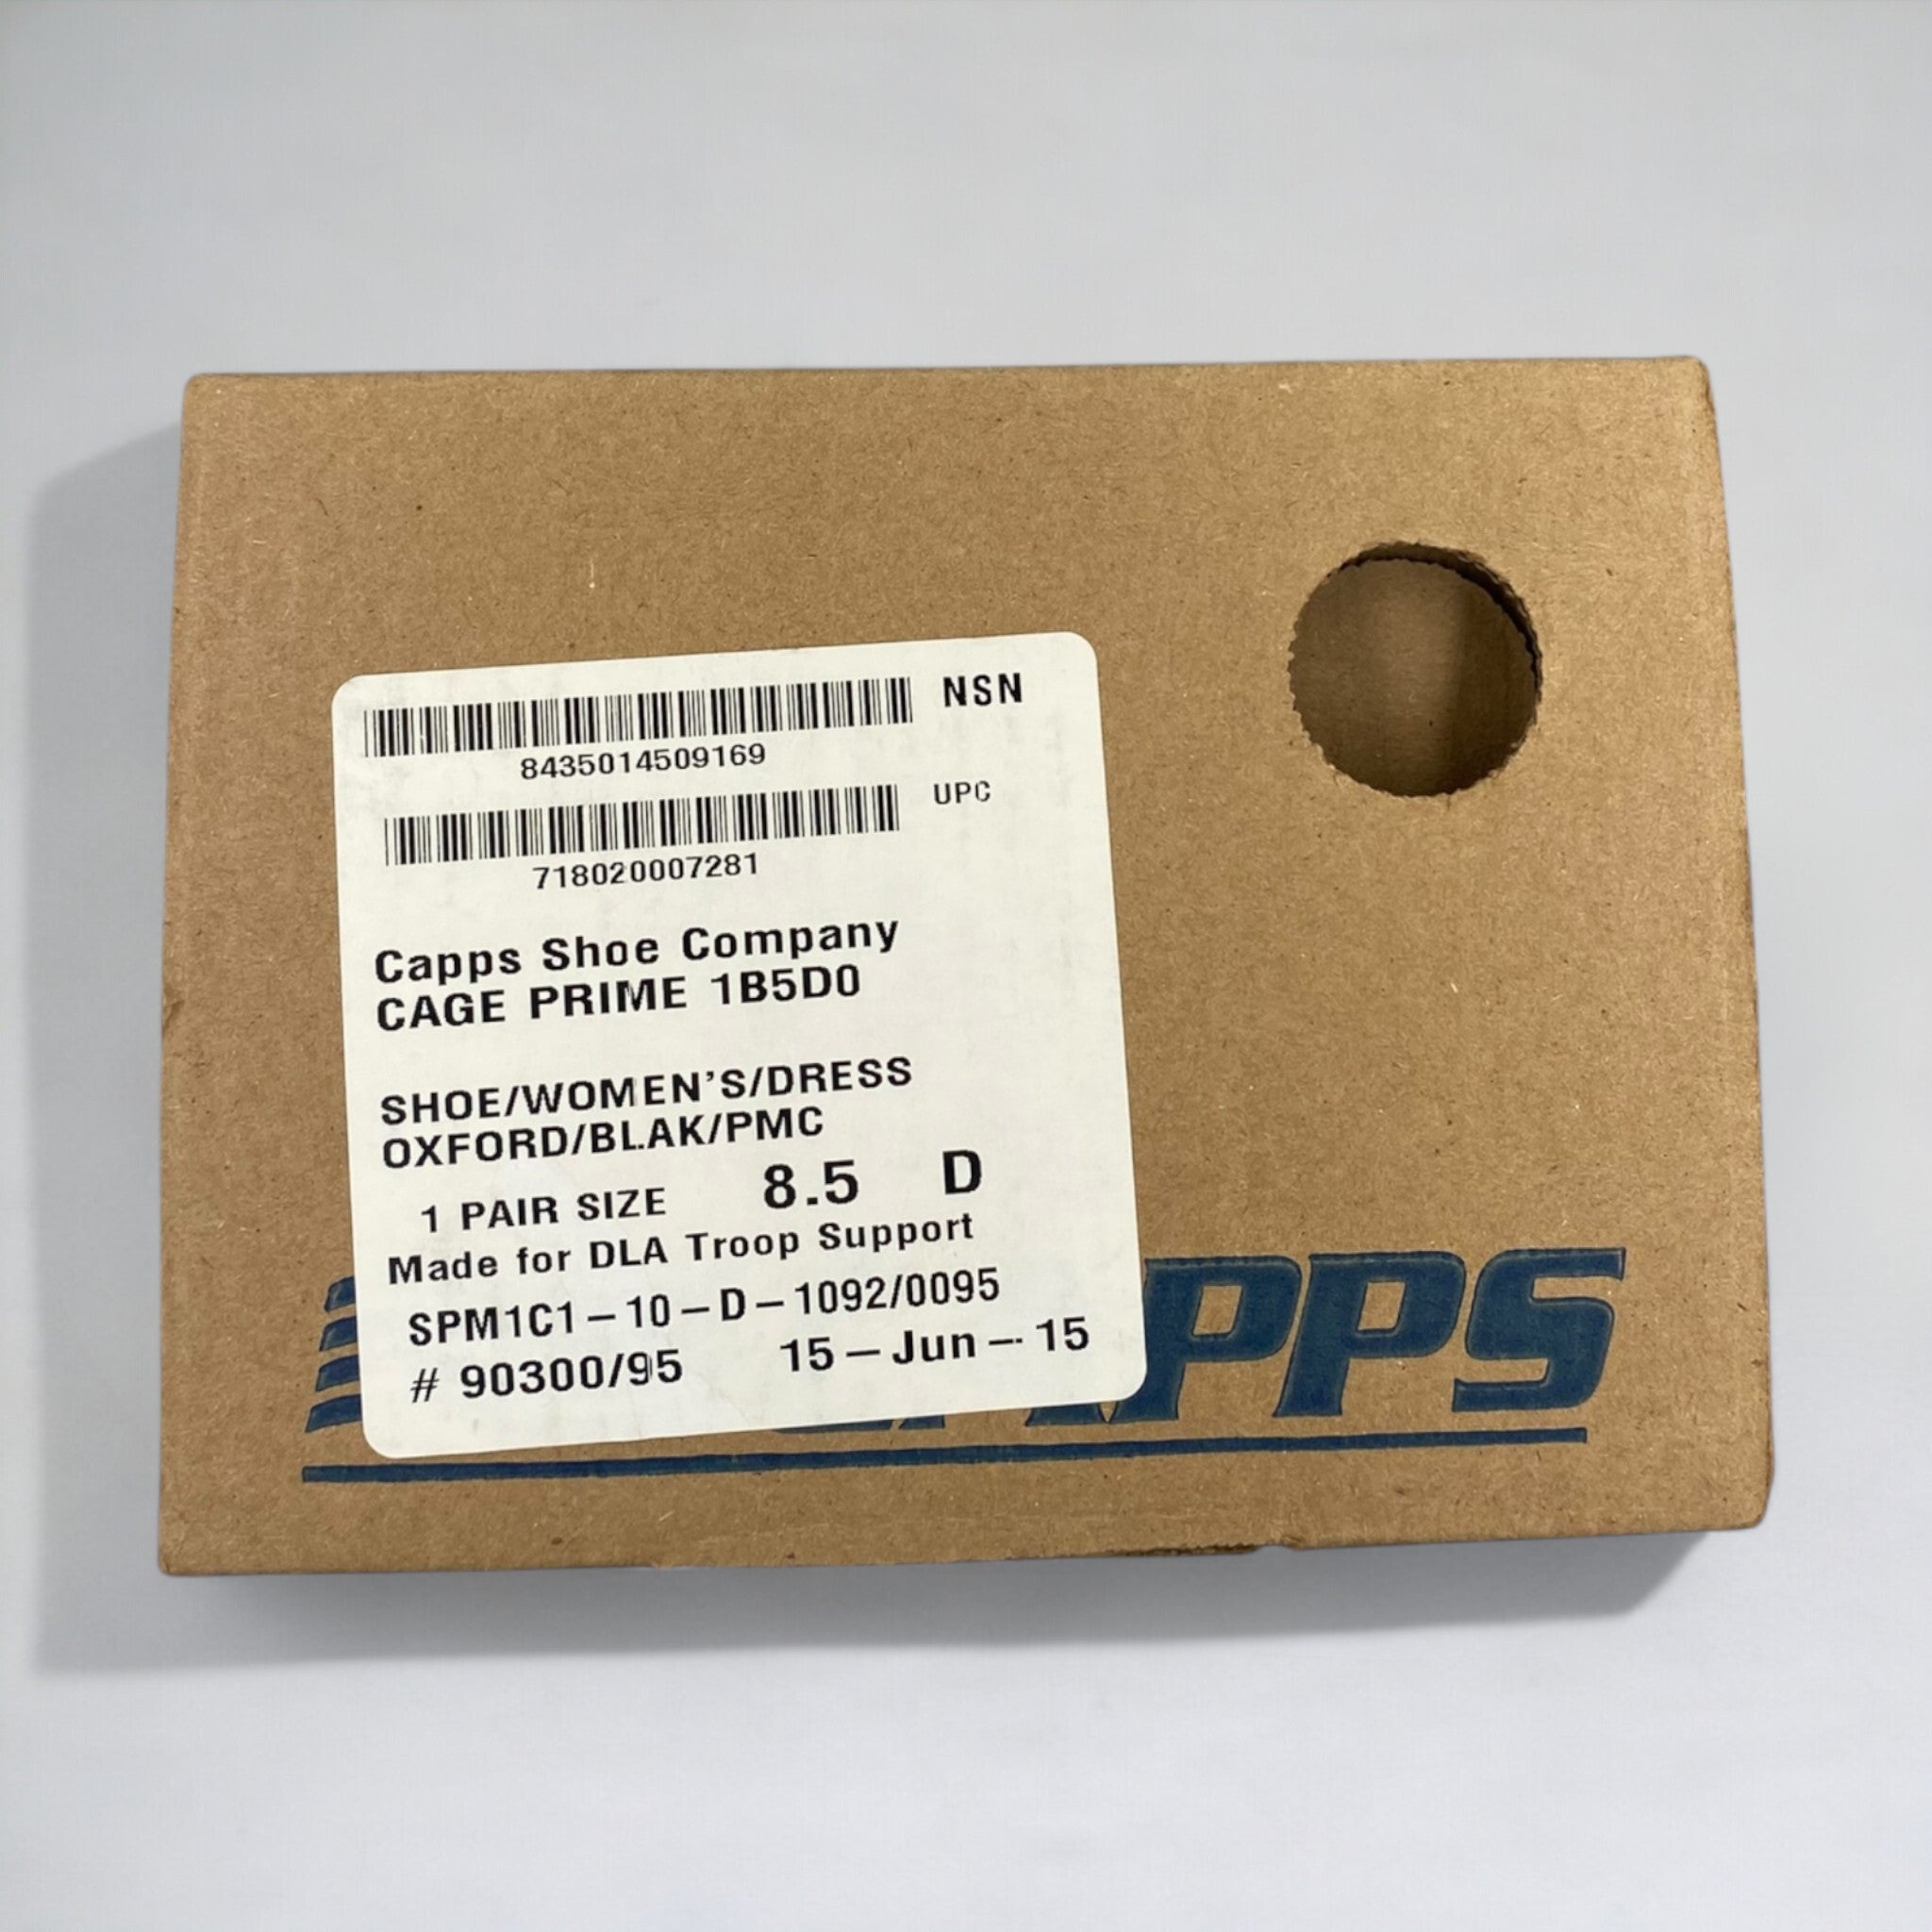 NSN
8435014509169
UPC
718020007281
Capps Shoe Company
CAGE PRIME 1B5D0
SHOE/WOMEN'S/DRESS
OXFORD/BLAK/PMC
1 PAIR SIZE 8.5 D
Made for DLA Troop Support
SPM1C1-10-D-1092/0095
# 90300/95 15-Jun-15
CAPPS